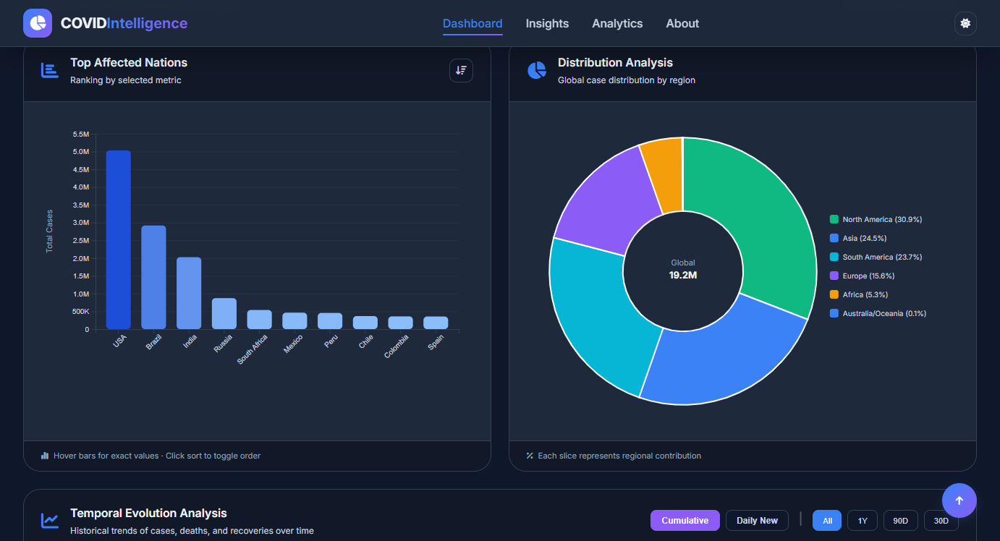 COVIDIntelligence
Dashboard
Insights
Analytics
About
Top Affected Nations
Ranking by selected metric
Total Cases
5.5M
5.0M
4.5M
4.0M
3.5M
3.0M
2.5M
2.0M
1.5M
1.0M
500K
0
USA
Brazil
India
Russia
South Africa
Mexico
Peru
Chile
Colombia
Spain
Hover bars for exact values · Click sort to toggle order
Distribution Analysis
Global case distribution by region
Global
19.2M
North America (30.9%)
Asia (24.5%)
South America (23.7%)
Europe (15.6%)
Africa (5.3%)
Australia/Oceania (0.1%)
Each slice represents regional contribution
Temporal Evolution Analysis
Historical trends of cases, deaths, and recoveries over time
Cumulative
Daily New
All
1Y
90D
30D